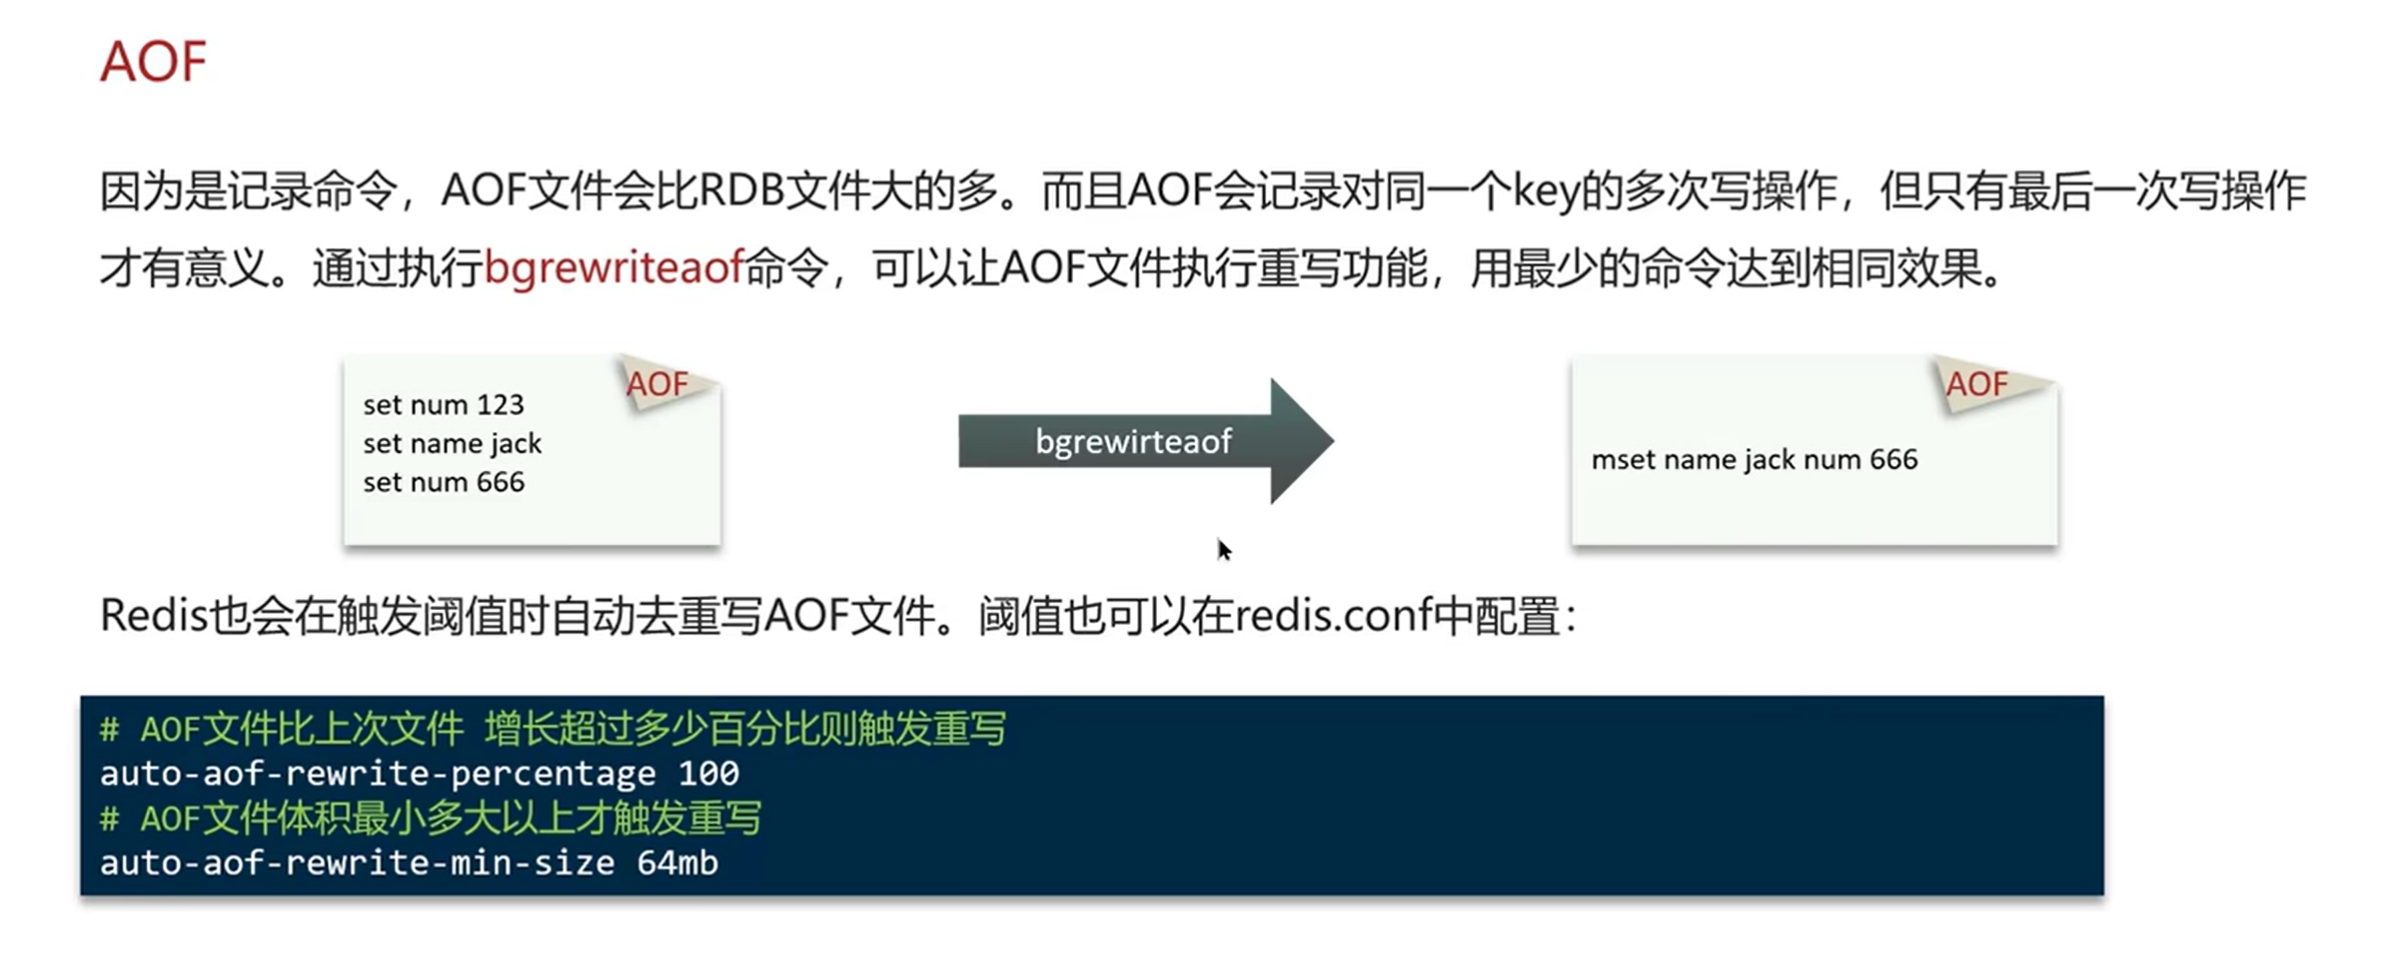 AOF
因为是记录命令，AOF文件会比RDB文件大的多。而且AOF会记录对同一个key的多次写操作，但只有最后一次写操作
才有意义。通过执行bgrewriteaof命令，可以让AOF文件执行重写功能，用最少的命令达到相同效果。
AOF
set num 123
set name jack
set num 666
bgrewirteaof
AOF
mset name jack num 666
Redis也会在触发阈值时自动去重写AOF文件。阈值也可以在redis.conf中配置：
# AOF文件比上次文件 增长超过多少百分比则触发重写
auto-aof-rewrite-percentage 100
# AOF文件体积最小多大以上才触发重写
auto-aof-rewrite-min-size 64mb